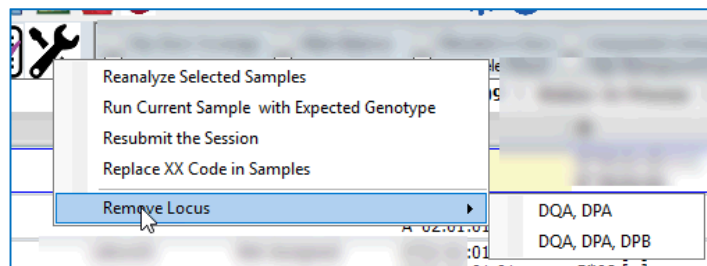 Reanalyze Selected Samples
Run Current Sample with Expected Genotype
Resubmit the Session
Replace XX Code in Samples
Remove Locus
DQA, DPA
DQA, DPA, DPB